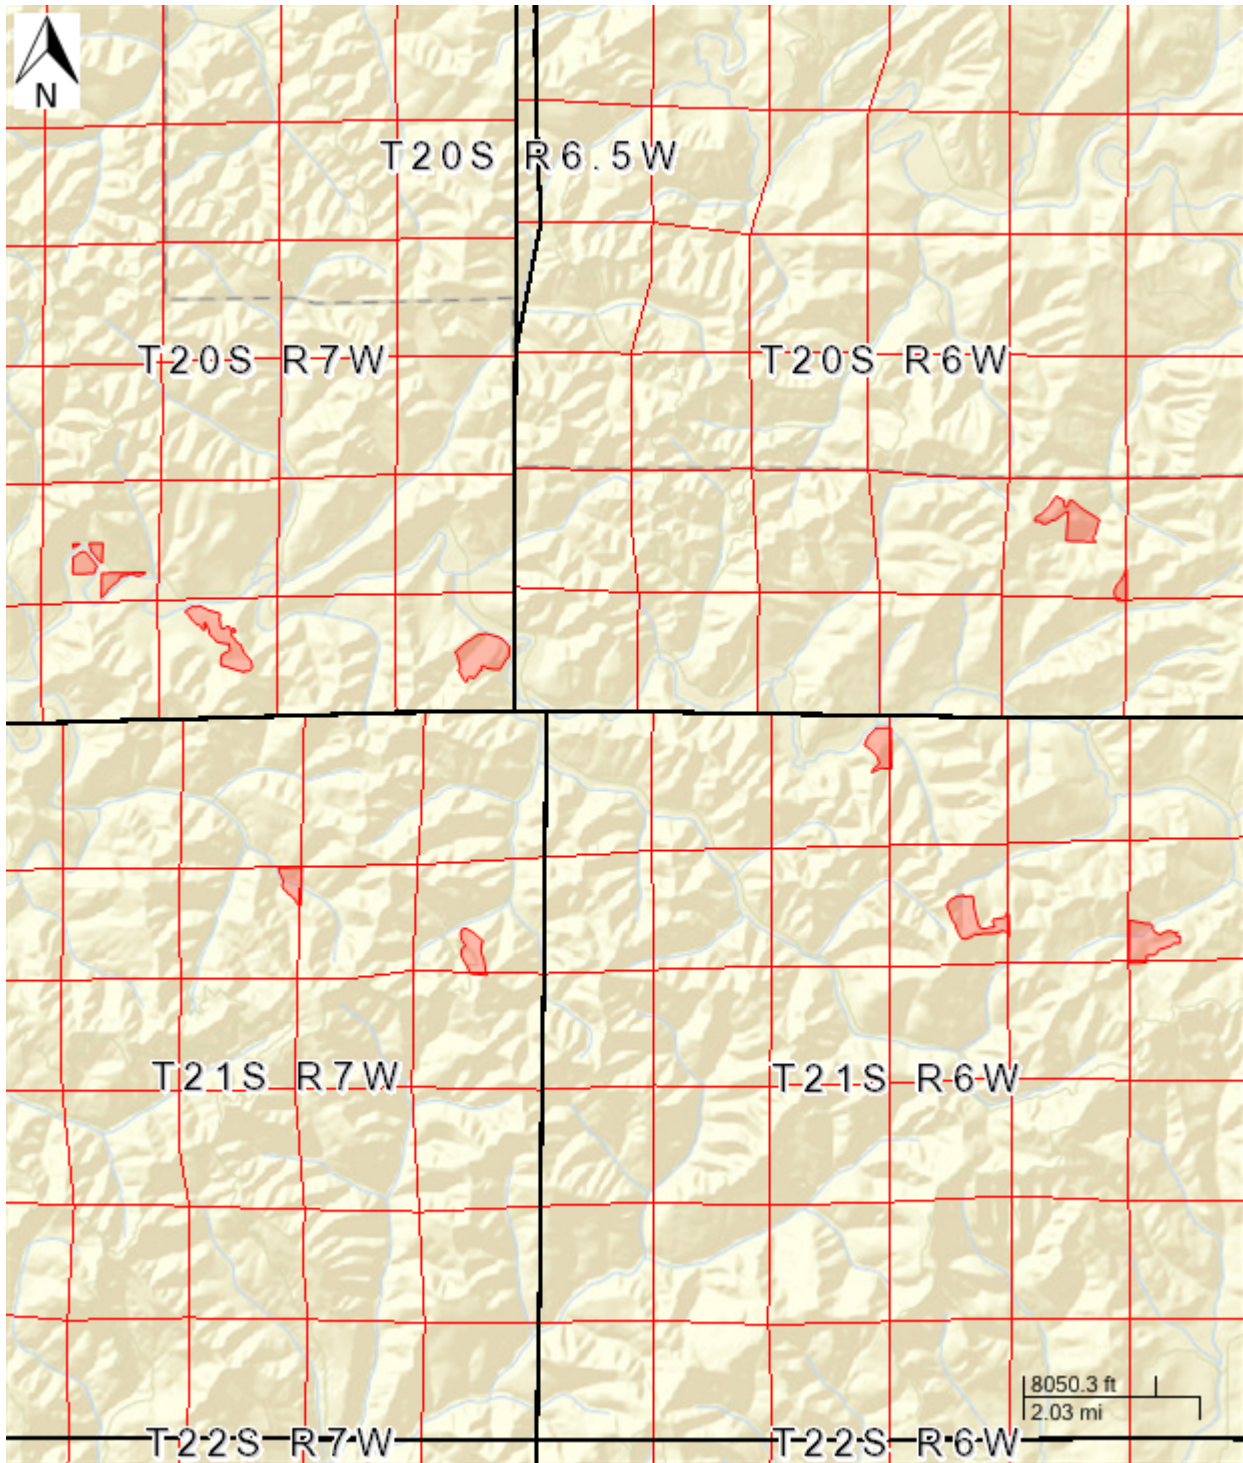 N
T20S R6.5W
T20S R7W
T20S R6W
T21S R7W
T21S R6W
8050.3 ft
2.03 mi
T22S R7W
T22S R6W